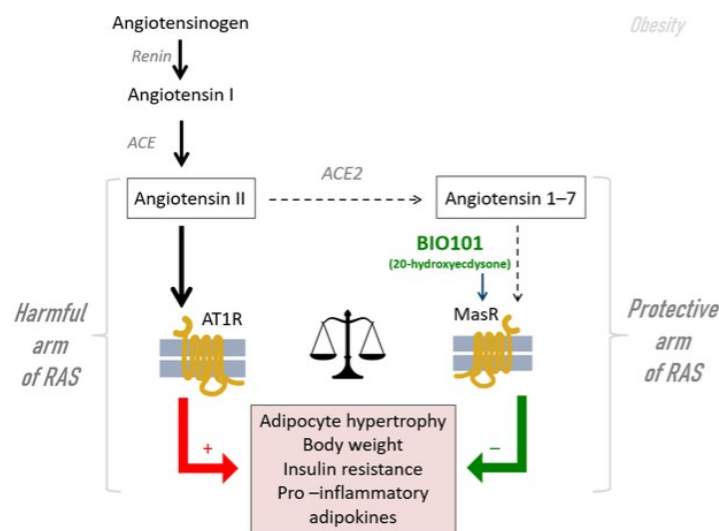 Angiotensinogen
Obesity
Renin
Angiotensin I
ACE
ACE2
Angiotensin II
Angiotensin 1–7
BIO101
(20-hydroxyecdysone)
Harmful
arm
of RAS
AT1R
MasR
Protective
arm
of RAS
+
–
Adipocyte hypertrophy
Body weight
Insulin resistance
Pro –inflammatory
adipokines